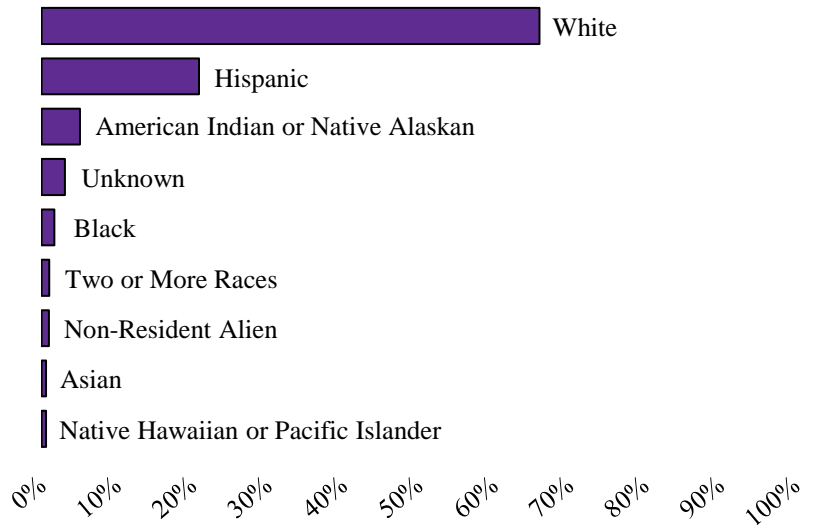 White
Hispanic
American Indian or Native Alaskan
Unknown
Black
Two or More Races
Non-Resident Alien
Asian
Native Hawaiian or Pacific Islander
0% 10% 20% 30% 40% 50% 60% 70% 80% 90% 100%